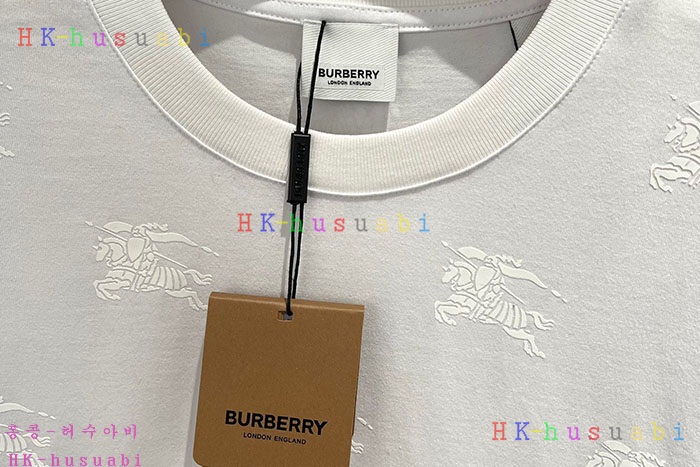 HK-husuabi
BURBERRY
LONDON ENGLAND
HK-husuabi
BURBERRY
LONDON ENGLAND
홍콩-허수아비
HK-husuabi
HK-husuabi